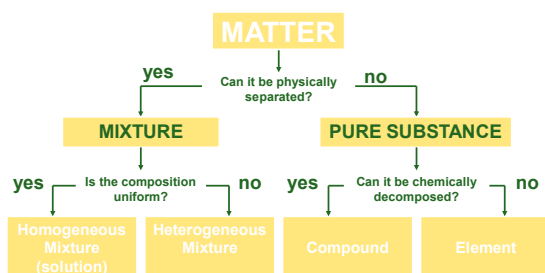 MATTER
yes
Can it be physically
separated?
no
MIXTURE
PURE SUBSTANCE
yes
Is the composition
uniform?
no
yes
Can it be chemically
decomposed?
no
Homogeneous
Mixture
(solution)
Heterogeneous
Mixture
Compound
Element